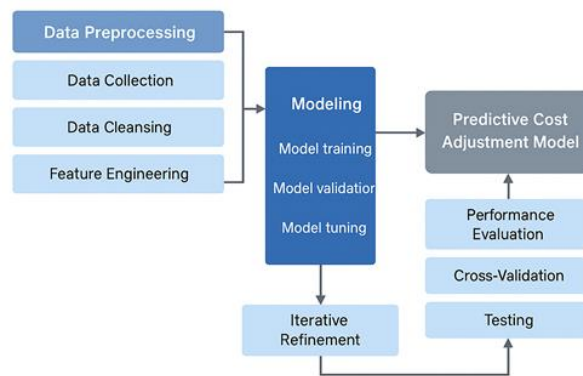 Data Preprocessing
Data Collection
Data Cleansing
Feature Engineering
Modeling
Model training
Model validation
Model tuning
Iterative
Refinement
Predictive Cost
Adjustment Model
Performance
Evaluation
Cross-Validation
Testing